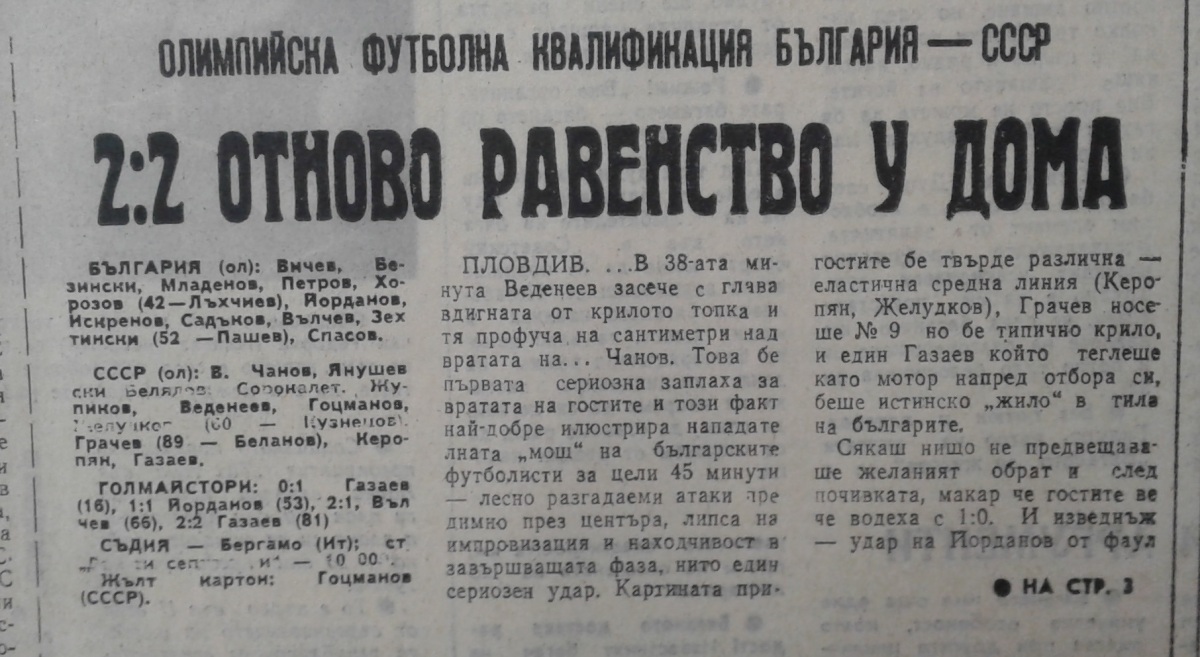 ОЛИМПИЙСКА ФУТБОЛНА КВАЛИФИКАЦИЯ БЪЛГАРИЯ — СССР
2:2 ОТНОВО РАВЕНСТВО У ДОМА
БЪЛГАРИЯ (ол): Вичев, Бе-
зински, Младенов, Петров, Хо-
розов (42—Лъхчиев), Йорданов,
Искренов, Садъков, Вълчев, Зех
тински (52 —Пашев), Спасов.
СССР (ол): В. Чанов, Янушев
ски Белялов, Сороналет. Жу-
пиков, Веденеев, Гоцманов,
(60 — Кузнецов).
Грачев (89 — Беланов), Керо-
пян, Газаев.
ГОЛМАЙСТОРИ: 0:1 Газаев
(16), 1:1 Йорданов (53), 2:1, Въл
чев (66), 2:2 Газаев (81)
СЪДИЯ — Бергамо (Ит); ст
— 10 000.
Жълт картон: Гоцманов
(СССР).
ПЛОВДИВ. ...В 38-ата ми-
нута Веденеев засече с глава
вдигната от крилото топка и
тя профуча на сантиметри над
вратата на... Чанов. Това бе
първата сериозна заплаха за
вратата на гостите и този факт
най-добре илюстрира нападате
лната „мощ“ на българските
футболисти за цели 45 минути
— лесно разгадаеми атаки пре
димно през центъра, липса на
импровизация и находчивост в
завършващата фаза, нито един
сериозен удар. Картината при-
гостите бе твърде различна —
еластична средна линия (Керо-
пян, Желудков), Грачев носе-
ше № 9 но бе типично крило,
и един Газаев който теглеше
като мотор напред отбора си,
беше истинско „жило“ в тила
на българите.
Сякаш нищо не предвещава-
ше желаният обрат и след
почивката, макар че гостите ве
че водеха с 1:0. И изведнъж
— удар на Йорданов от фаул
● НА СТР. 3